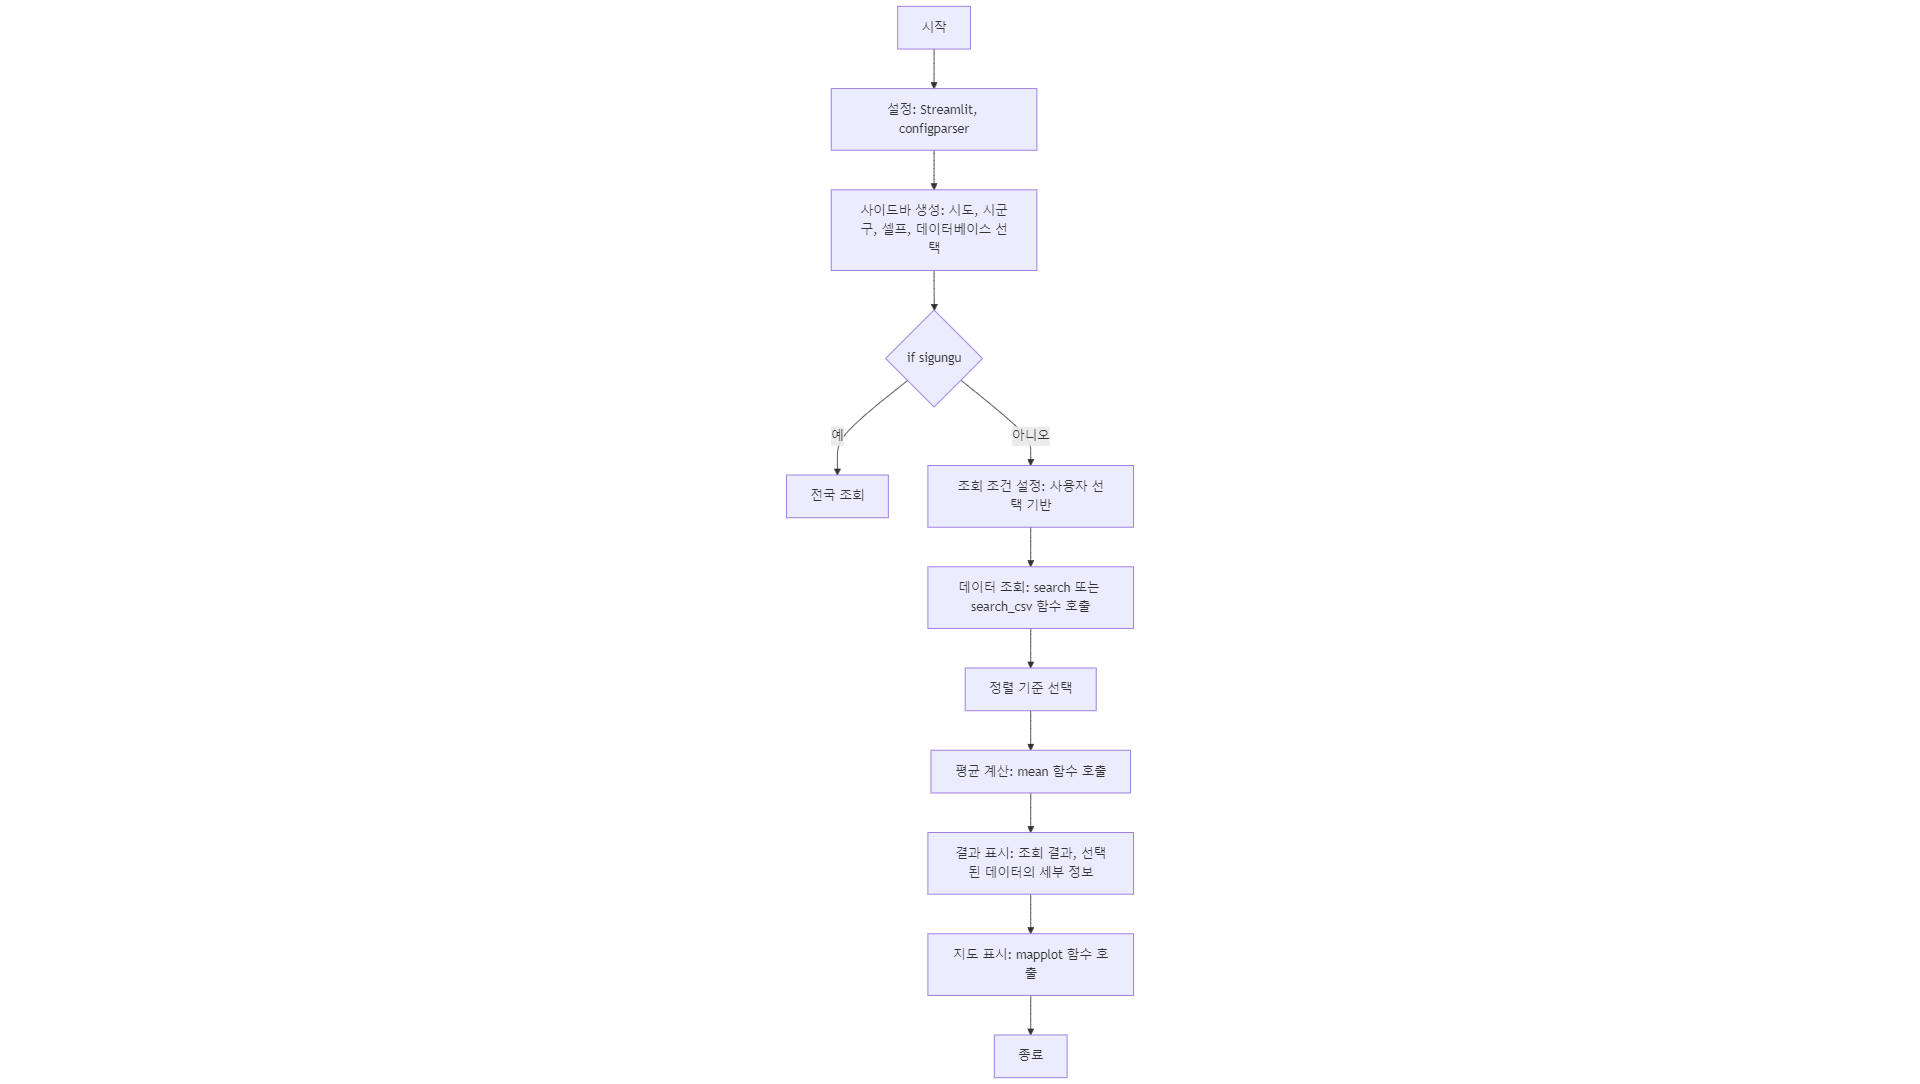 시작
설정: Streamlit,
configparser
사이드바 생성: 시도, 시군
구, 셀프, 데이터베이스 선
택
if sigungu
예
아니오
전국 조회
조회 조건 설정: 사용자 선
택 기반
데이터 조회: search 또는
search_csv 함수 호출
정렬 기준 선택
평균 계산: mean 함수 호출
결과 표시: 조회 결과, 선택
된 데이터의 세부 정보
지도 표시: mapplot 함수 호
출
종료